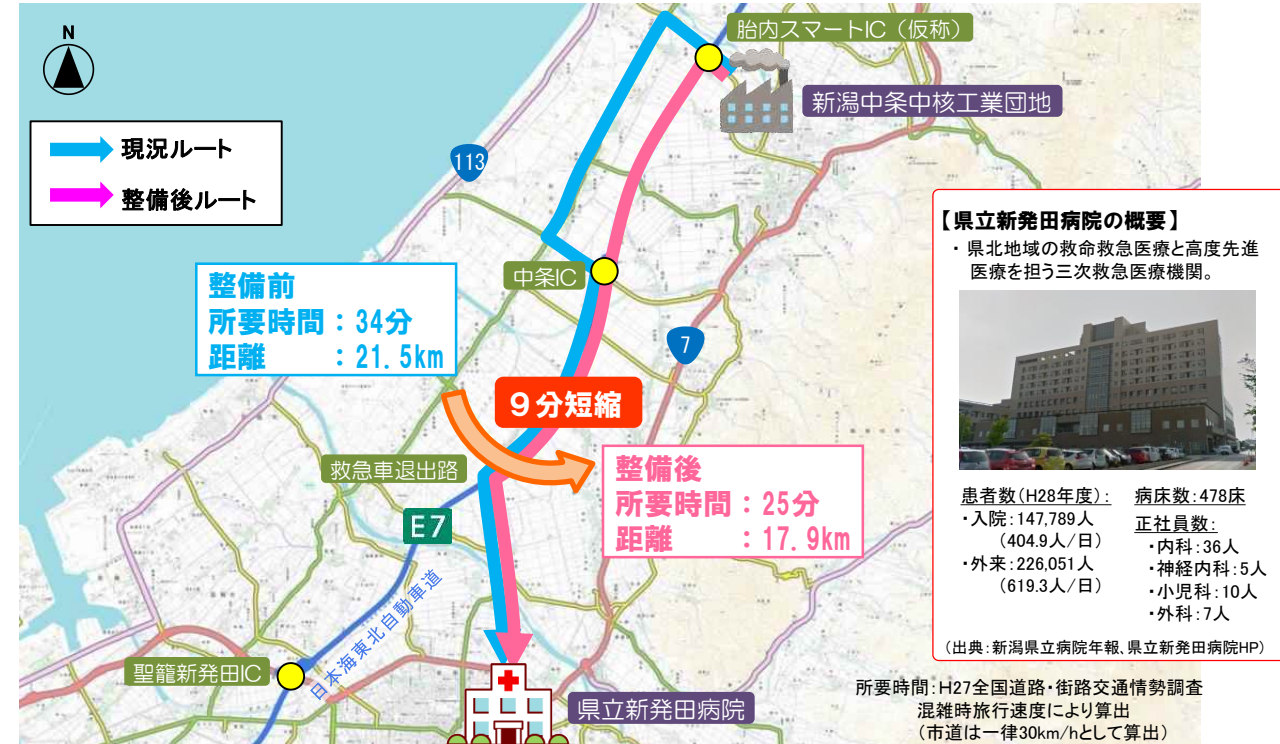 N
現況ルート
整備後ルート
胎内スマートIC（仮称）
新潟中条中核工業団地
113
中条IC
整備前
所要時間：34分
距離　　：21.5km
7
9分短縮
救急車退出路
整備後
所要時間：25分
距離　　：17.9km
E7
日本海東北自動車道
聖籠新発田IC
県立新発田病院
【県立新発田病院の概要】
・県北地域の救命救急医療と高度先進
医療を担う三次救急医療機関。
患者数(H28年度)：
・入院：147,789人
(404.9人/日)
・外来：226,051人
(619.3人/日)
病床数：478床
正社員数：
・内科：36人
・神経内科：5人
・小児科：10人
・外科：7人
（出典：新潟県立病院年報、県立新発田病院HP）
所要時間：H27全国道路・街路交通情勢調査
混雑時旅行速度により算出
（市道は一律30km/hとして算出）